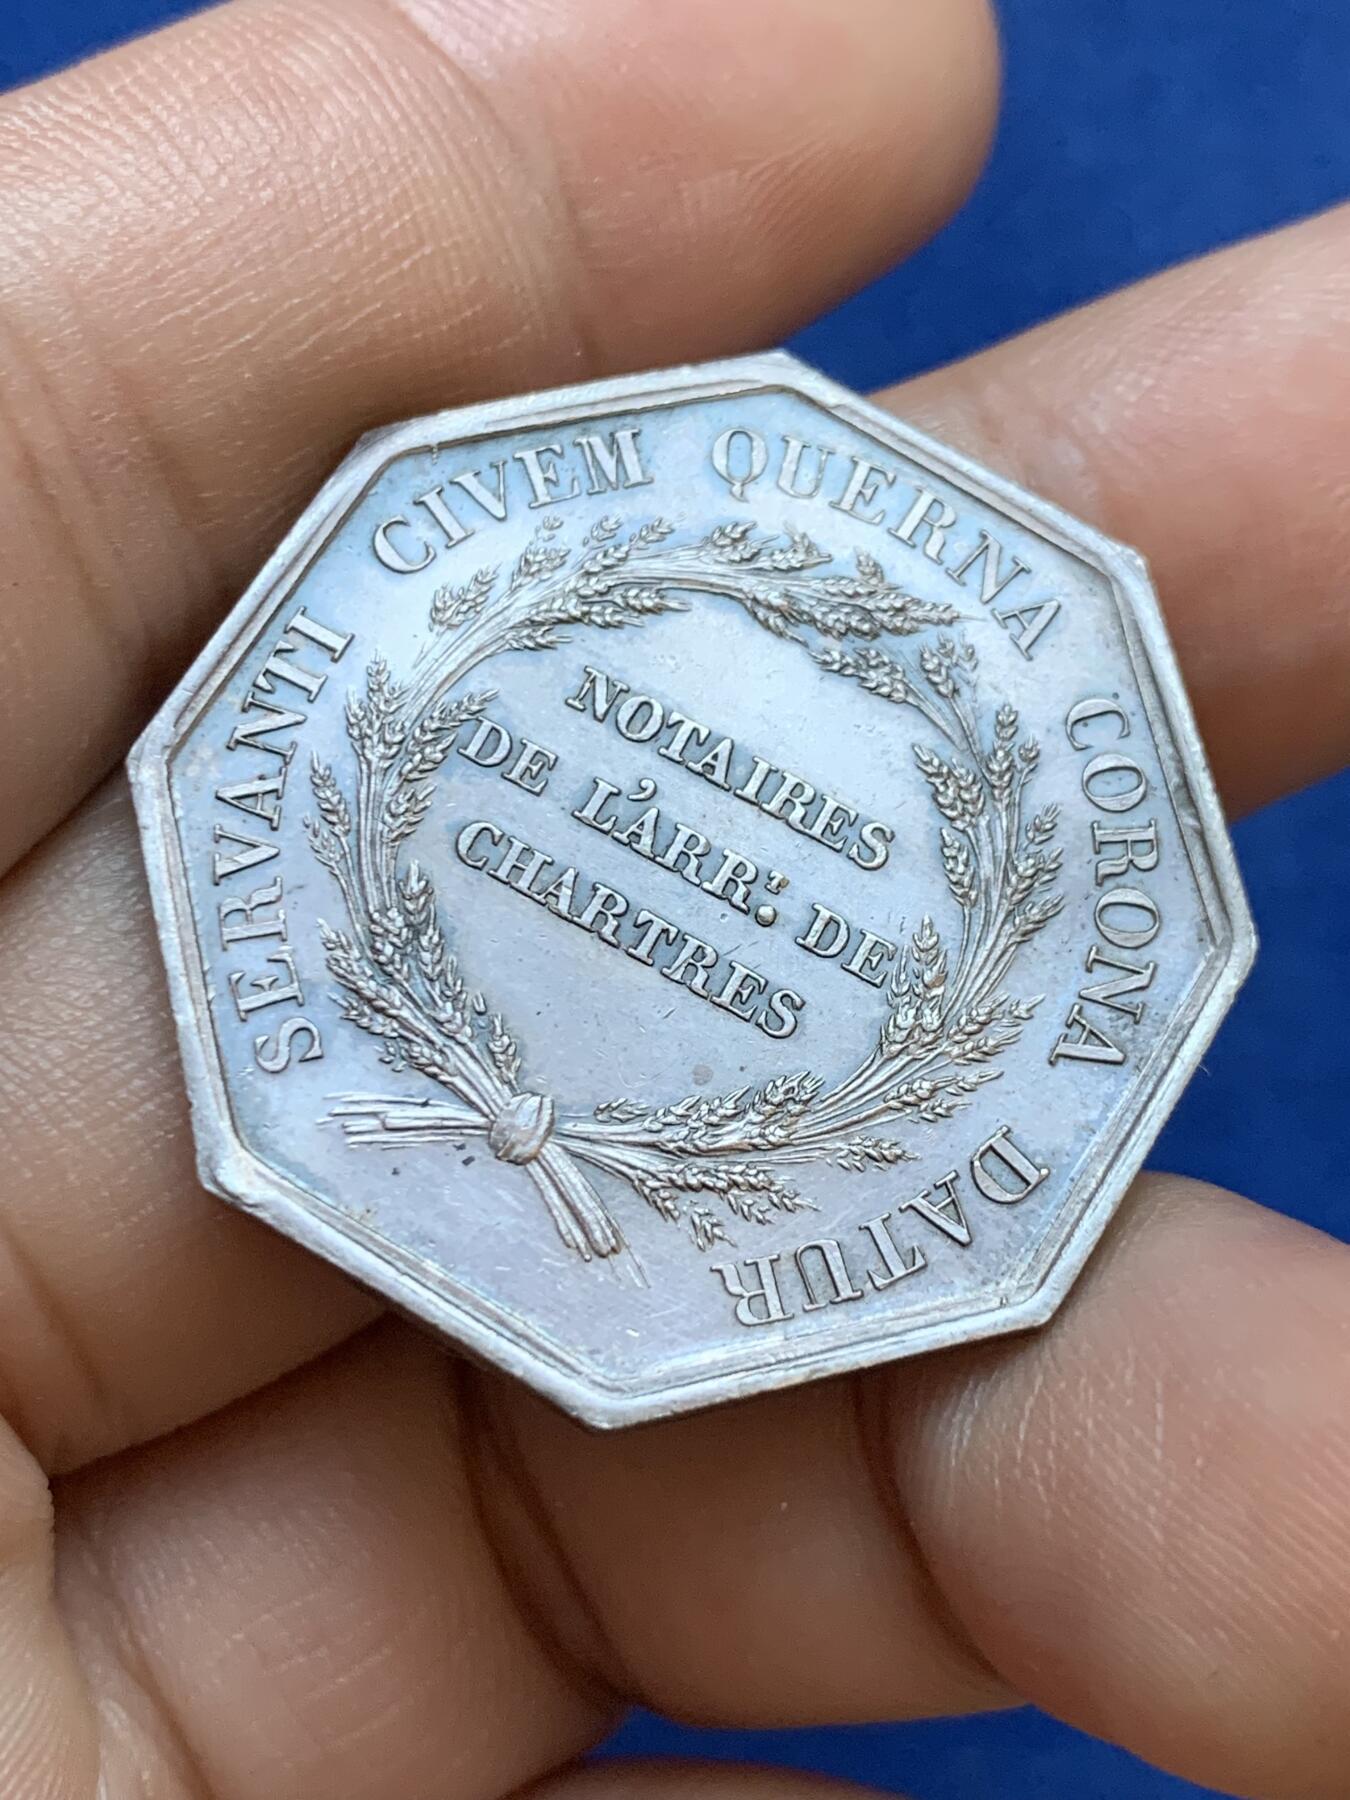 SERVANTI CIVEM QUERNA CORONA DATUR
NOTAIRES
DE L'ARR.T DE
CHARTRES